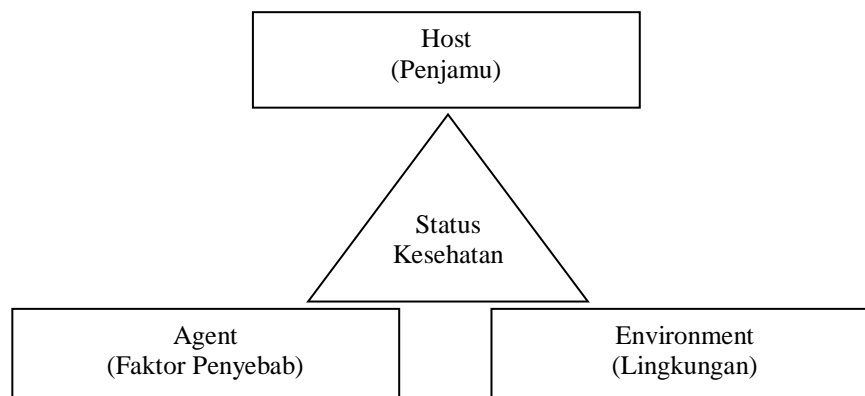 Host
(Penjamu)
Status
Kesehatan
Agent
(Faktor Penyebab)
Environment
(Lingkungan)